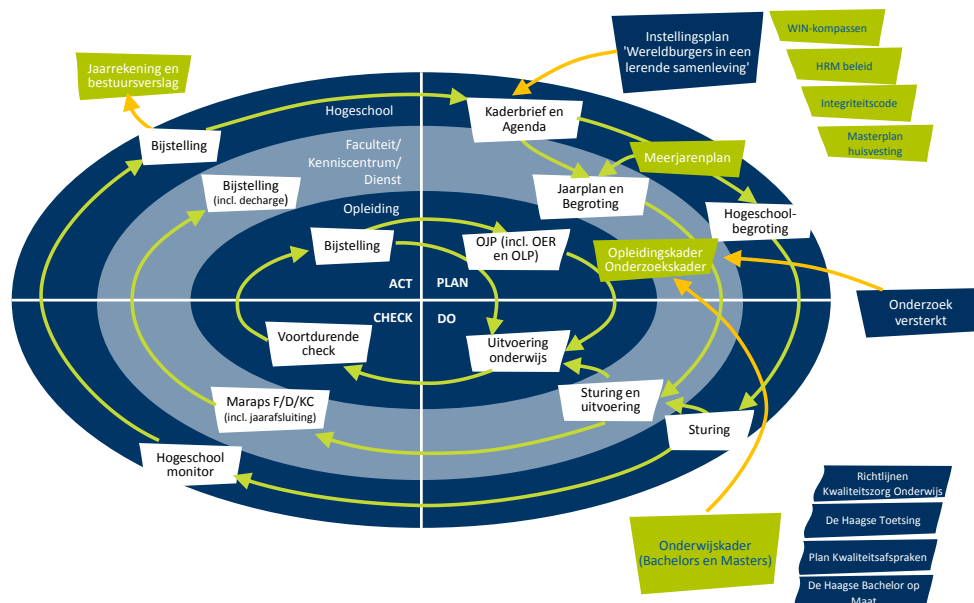 Instellingsplan
'Wereldburgers in een
lerende samenleving'
WIN-kompassen
HRM beleid
Integriteitscode
Masterplan
huisvesting
Jaarrekening en
bestuursverslag
Hogeschool
Kaderbrief en
Agenda
Bijstelling
Faculteit/
Kenniscentrum/
Dienst
Meerjarenplan
Bijstelling
(incl. decharge)
Jaarplan en
Begroting
Opleiding
Hogeschool-
begroting
Bijstelling
OJP (incl. OER
en OLP)
Opleidingskader
Onderzoekskader
ACT
PLAN
Onderzoek
versterkt
CHECK
DO
Voortdurende
check
Uitvoering
onderwijs
Maraps F/D/KC
(incl. jaarafsluiting)
Sturing en
uitvoering
Sturing
Hogeschool
monitor
Richtlijnen
Kwaliteitszorg Onderwijs
De Haagse Toetsing
Onderwijskader
(Bachelors en Masters)
Plan Kwaliteitsafspraken
De Haagse Bachelor op
Maat